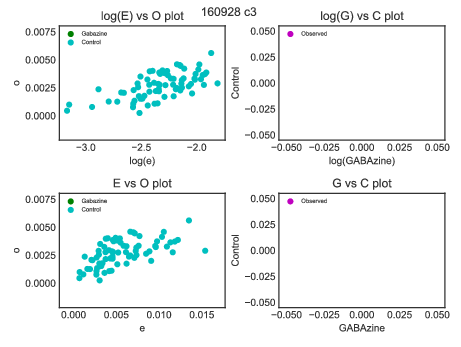 160928 c3
log(E) vs O plot
log(G) vs C plot
0.0075
0.0050
0.0025
0.0000
o
Gabazine
Control
−3.0
−2.5
−2.0
log(e)
0.050
0.025
0.000
−0.025
−0.050
Control
Observed
−0.050
−0.025
0.000
0.025
0.050
log(GABAzine)
E vs O plot
G vs C plot
0.0075
0.0050
0.0025
0.0000
o
Gabazine
Control
0.000
0.005
0.010
0.015
e
0.050
0.025
0.000
−0.025
−0.050
Control
Observed
−0.050
−0.025
0.000
0.025
0.050
GABAzine